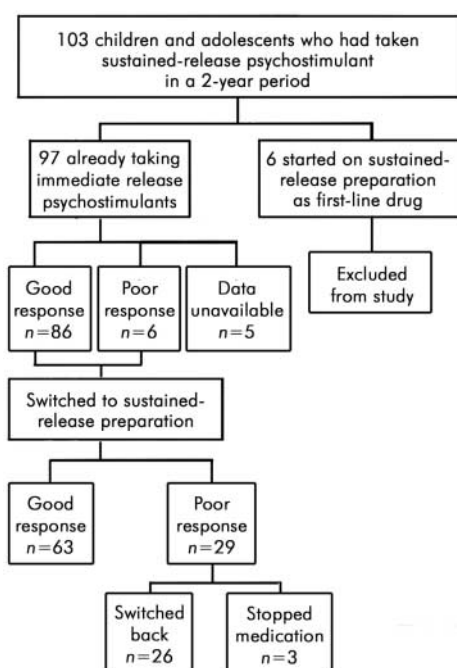 103 children and adolescents who had taken
sustained-release psychostimulant
in a 2-year period
97 already taking
immediate release
psychostimulants
6 started on sustained-
release preparation
as first-line drug
Good
response
n=86
Poor
response
n=6
Data
unavailable
n=5
Excluded
from study
Switched to sustained-
release preparation
Good
response
n=63
Poor
response
n=29
Switched
back
n=26
Stopped
medication
n=3